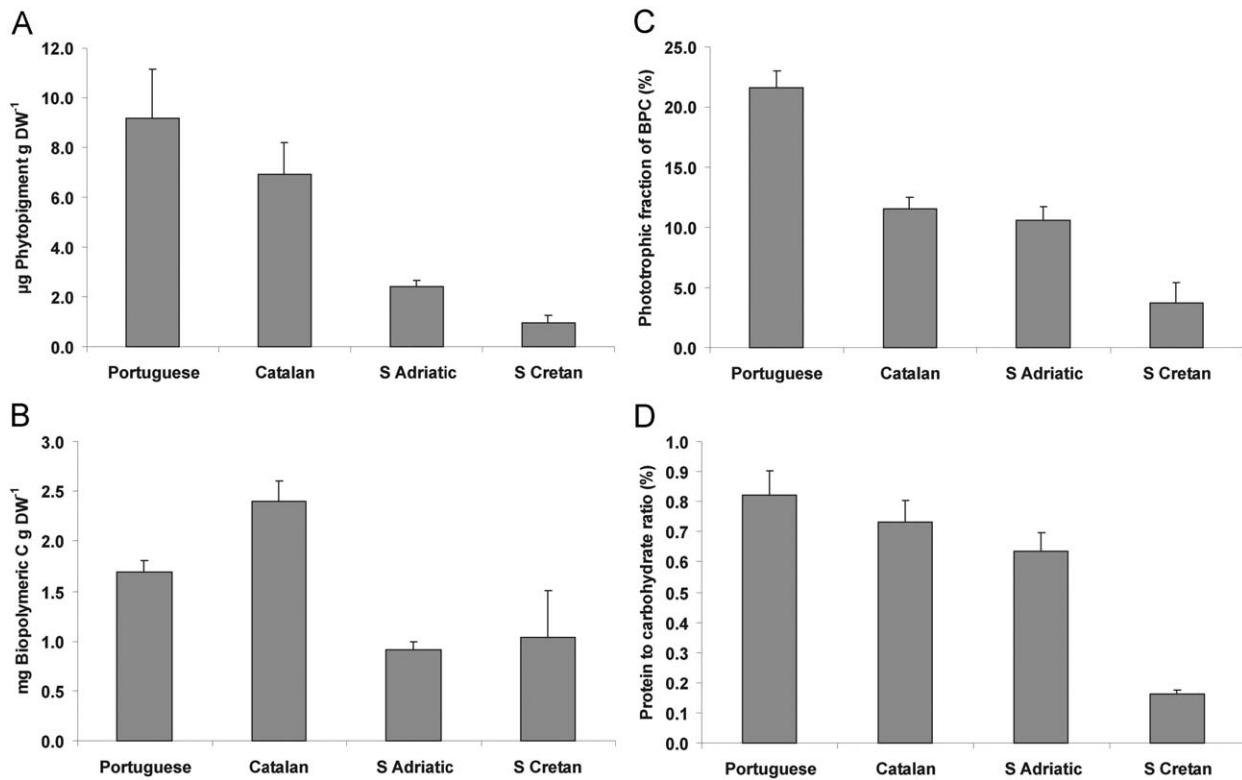 A
12.0
10.0
8.0
6.0
4.0
2.0
0.0
µg Phytopigment g DW-1
Portuguese Catalan S Adriatic S Cretan
B
3.0
2.5
2.0
1.5
1.0
0.5
0.0
mg Biopolymeric C g DW-1
Portuguese Catalan S Adriatic S Cretan
C
25.0
20.0
15.0
10.0
5.0
0.0
Phototrophic fraction of BPC (%)
Portuguese Catalan S Adriatic S Cretan
D
1.0
0.9
0.8
0.7
0.6
0.5
0.4
0.3
0.2
0.1
0.0
Protein to carbohydrate ratio (%)
Portuguese Catalan S Adriatic S Cretan